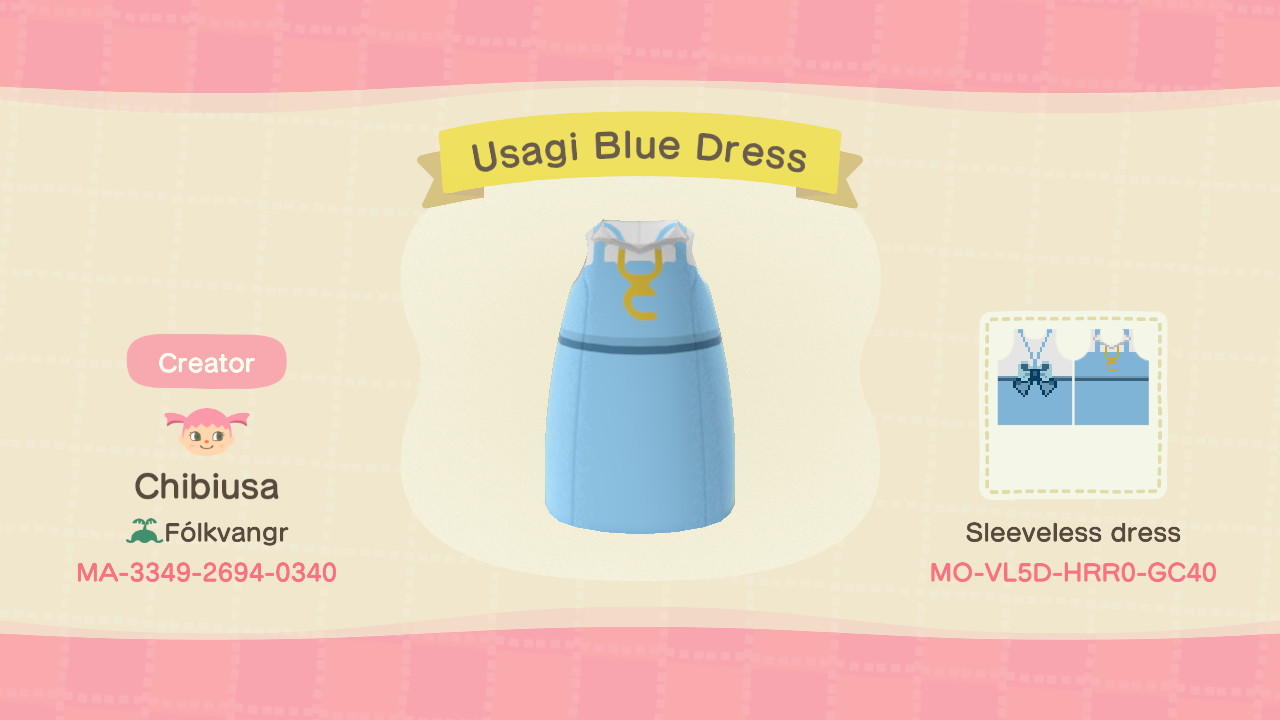 Usagi Blue Dress
Creator
Chibiusa
Fólkvangr
MA-3349-2694-0340
Sleeveless dress
MO-VL5D-HRR0-GC40